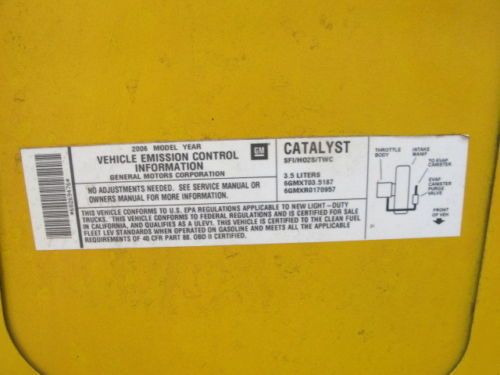 2006 MODEL YEAR
VEHICLE EMISSION CONTROL
INFORMATION
GENERAL MOTORS CORPORATION
GM
NO ADJUSTMENTS NEEDED. SEE SERVICE MANUAL OR
OWNERS MANUAL FOR MORE INFORMATION.
CATALYST
SFI/HO2S/TWC
3.5 LITERS
6GMXT03.5187
6GMXR0170957
THIS VEHICLE CONFORMS TO U.S. EPA REGULATIONS APPLICABLE TO NEW LIGHT-DUTY
TRUCKS. THIS VEHICLE CONFORMS TO FEDERAL REGULATIONS AND IS CERTIFIED FOR SALE
IN CALIFORNIA, AND QUALIFIES AS A ULEV1. THIS VEHICLE IS CERTIFIED TO THE CLEAN FUEL
FLEET LEV STANDARDS WHEN OPERATED ON GASOLINE AND MEETS ALL THE APPLICABLE
REQUIREMENTS OF 40 CFR PART 88. OBD II CERTIFIED.
THROTTLE
BODY
INTAKE
MANIF
TO EVAP
CANISTER
EVAP
CANISTER
PURGE
VALVE
FRONT
OF VEH